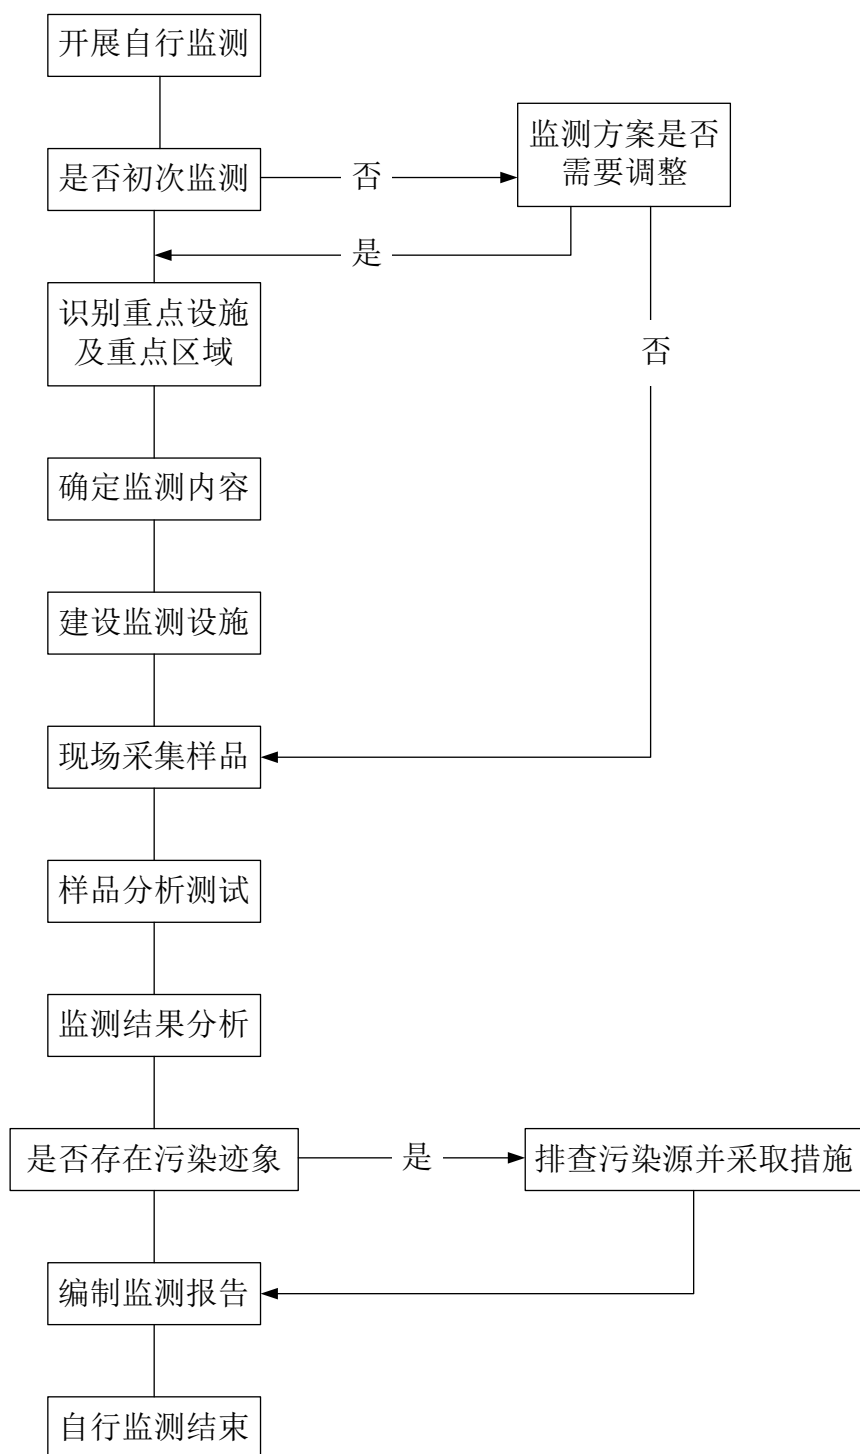 开展自行监测
监测方案是否
需要调整
是否初次监测
否
是
识别重点设施
及重点区域
否
确定监测内容
建设监测设施
现场采集样品
样品分析测试
监测结果分析
是否存在污染迹象
是
排查污染源并采取措施
编制监测报告
自行监测结束